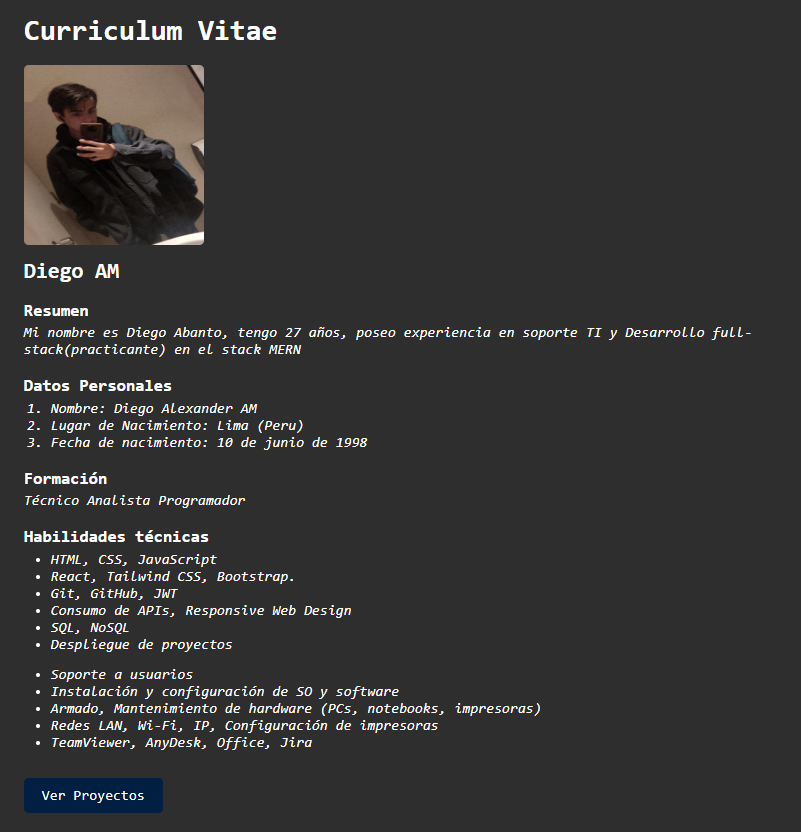 Curriculum Vitae
Diego AM
Resumen
Mi nombre es Diego Abanto, tengo 27 años, poseo experiencia en soporte TI y Desarrollo full-
stack(practicante) en el stack MERN
Datos Personales
1. Nombre: Diego Alexander AM
2. Lugar de Nacimiento: Lima (Peru)
3. Fecha de nacimiento: 10 de junio de 1998
Formación
Técnico Analista Programador
Habilidades técnicas
• HTML, CSS, JavaScript
• React, Tailwind CSS, Bootstrap.
• Git, GitHub, JWT
• Consumo de APIs, Responsive Web Design
• SQL, NoSQL
• Despliegue de proyectos
• Soporte a usuarios
• Instalación y configuración de SO y software
• Armado, Mantenimiento de hardware (PCs, notebooks, impresoras)
• Redes LAN, Wi-Fi, IP, Configuración de impresoras
• TeamViewer, AnyDesk, Office, Jira
Ver Proyectos